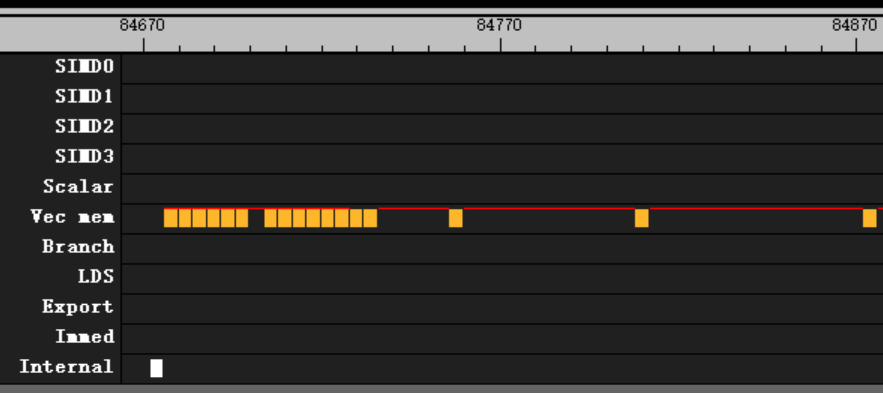 84670 84770 84870
SIMD0
SIMD1
SIMD2
SIMD3
Scalar
Vec mem
Branch
LDS
Export
Immed
Internal